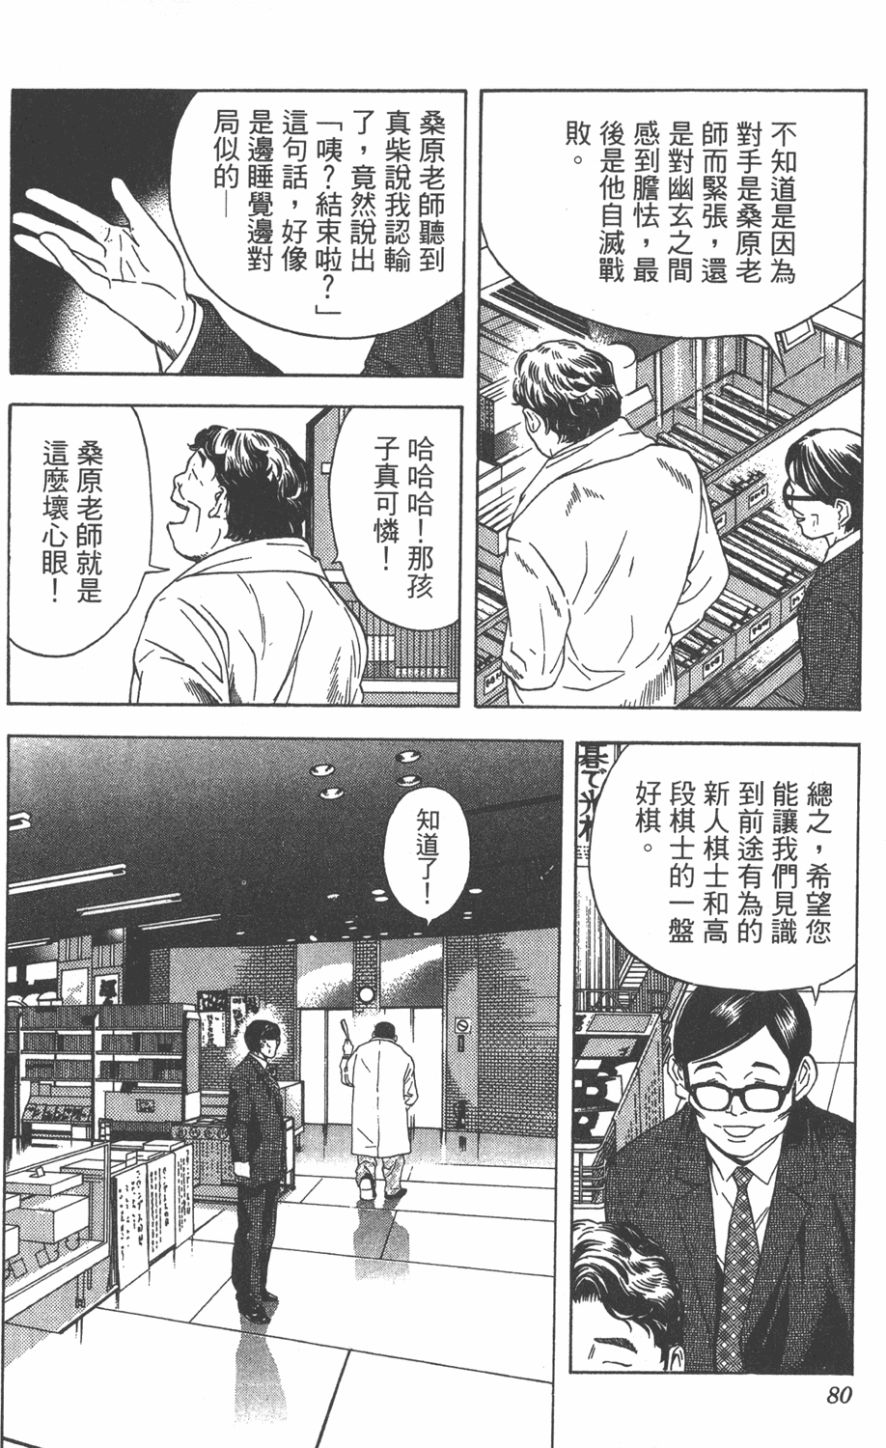 不知道是因為
對手是桑原老
師而緊張，還
是對幽玄之間
感到膽怯，最
後是他自滅戰
敗。
桑原老師聽到
真柴說我認輸
了，竟然說出
「咦？結束啦？」
這句話，好像
是邊睡覺邊對
局似的—
哈哈哈！那孩
子真可憐！
桑原老師就是
這麼壞心眼！
總之，希望您
能讓我們見識
到前途有為的
新人棋士和高
段棋士的一盤
好棋。
知道了！
80